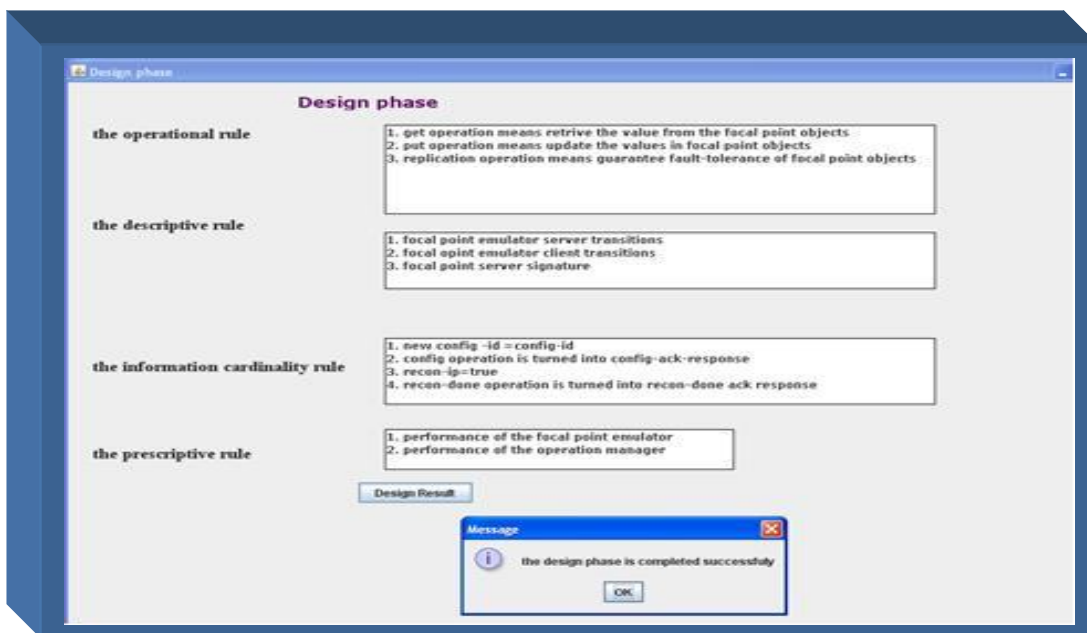 Design phase
Design phase
the operational rule
1. get operation means retrive the value from the focal point objects
2. put operation means update the values in focal point objects
3. replication operation means guarantee fault-tolerance of focal point objects
the descriptive rule
1. focal point emulator server transitions
2. focal opint emulator client transitions
3. focal point server signature
the information cardinality rule
1. new config -id =config-id
2. config operation is turned into config-ack-response
3. recon-ip=true
4. recon-done operation is turned into recon-done ack response
the prescriptive rule
1. performance of the focal point emulator
2. performance of the operation manager
Design Result
Message
the design phase is completed successfuly
OK